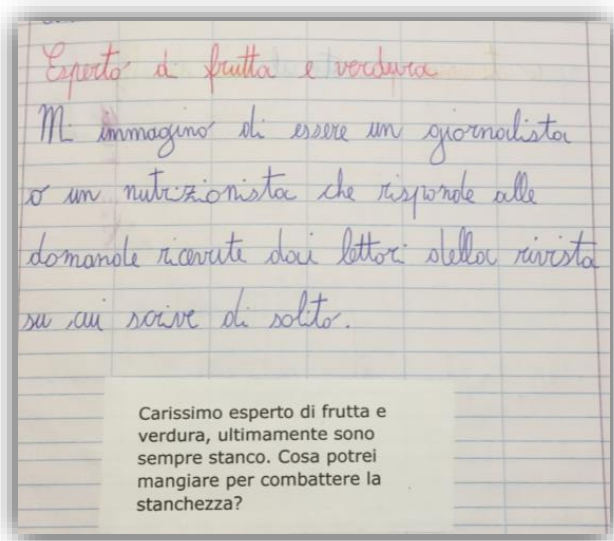 Esperto di frutta e verdura
Mi immagino di essere un giornalista
o un nutrizionista che risponde alle
domande ricevute dai lettori della rivista
su cui scrive di solito.
Carissimo esperto di frutta e
verdura, ultimamente sono
sempre stanco. Cosa potrei
mangiare per combattere la
stanchezza?